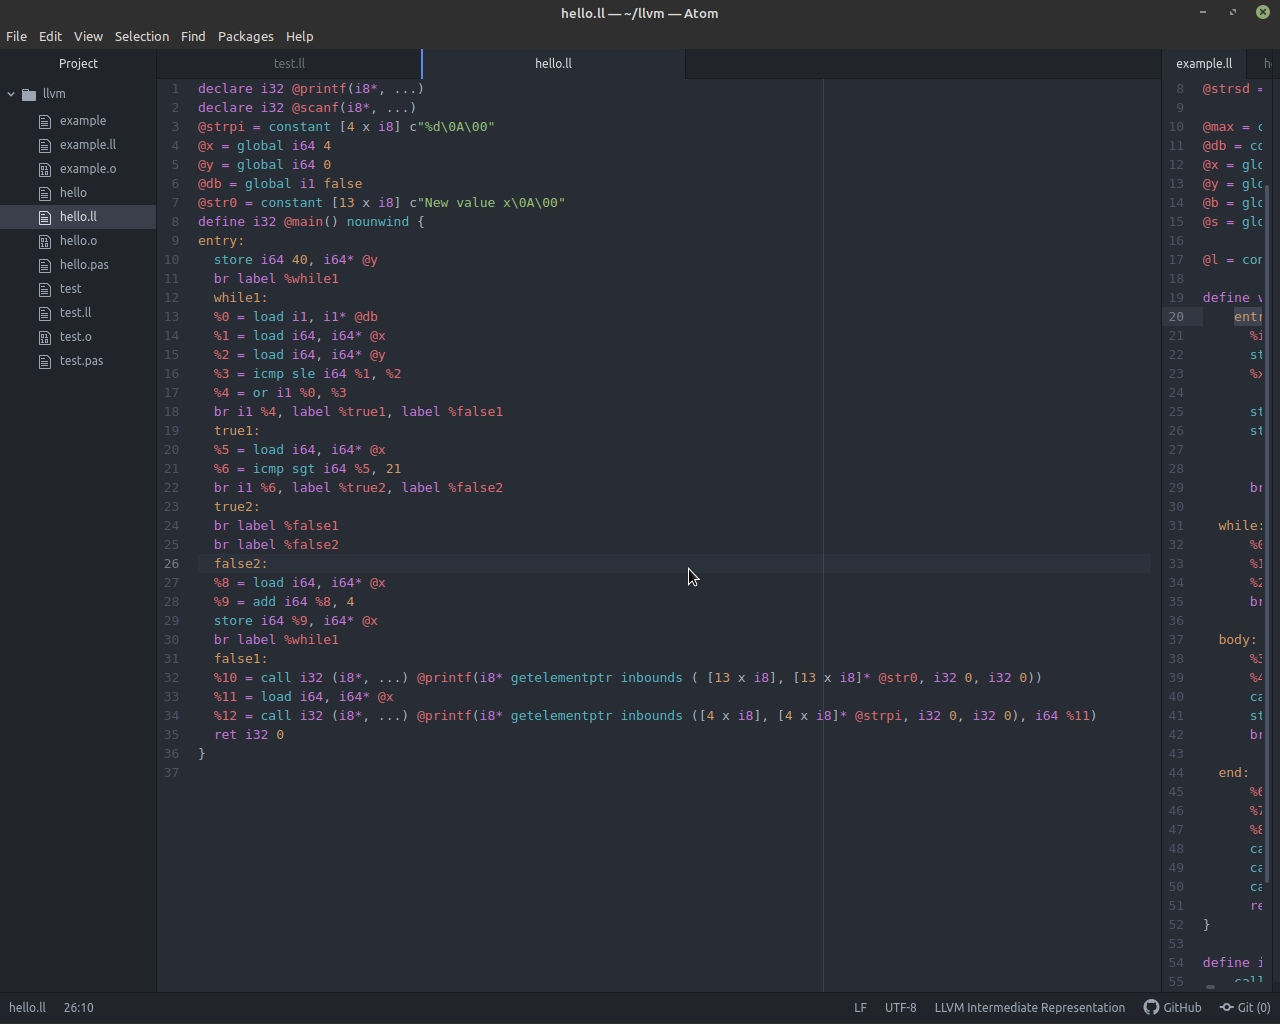 hello.ll — ~/llvm — Atom
File Edit View Selection Find Packages Help
Project
llvm
example
example.ll
example.o
hello
hello.ll
hello.o
hello.pas
test
test.ll
test.o
test.pas
test.ll hello.ll
1 declare i32 @printf(i8*, ...)
2 declare i32 @scanf(i8*, ...)
3 @strpi = constant [4 x i8] c"%d\0A\00"
4 @x = global i64 4
5 @y = global i64 0
6 @db = global i1 false
7 @str0 = constant [13 x i8] c"New value x\0A\00"
8 define i32 @main() nounwind {
9 entry:
10 store i64 40, i64* @y
11 br label %while1
12 while1:
13 %0 = load i1, i1* @db
14 %1 = load i64, i64* @x
15 %2 = load i64, i64* @y
16 %3 = icmp sle i64 %1, %2
17 %4 = or i1 %0, %3
18 br i1 %4, label %true1, label %false1
19 true1:
20 %5 = load i64, i64* @x
21 %6 = icmp sgt i64 %5, 21
22 br i1 %6, label %true2, label %false2
23 true2:
24 br label %false1
25 br label %false2
26 false2:
27 %8 = load i64, i64* @x
28 %9 = add i64 %8, 4
29 store i64 %9, i64* @x
30 br label %while1
31 false1:
32 %10 = call i32 (i8*, ...) @printf(i8* getelementptr inbounds ( [13 x i8], [13 x i8]* @str0, i32 0, i32 0))
33 %11 = load i64, i64* @x
34 %12 = call i32 (i8*, ...) @printf(i8* getelementptr inbounds ([4 x i8], [4 x i8]* @strpi, i32 0, i32 0), i64 %11)
35 ret i32 0
36 }
37
example.ll
8 @strsd =
9
10 @max =
11 @db =
12 @x =
13 @y =
14 @b =
15 @s =
16
17 @l =
18
19 define
20
21
22 st
23
24
25 st
26 st
27
28
29 br
30
31 while:
32
33
34
35 br
36
37 body:
38
39
40 ca
41 st
42 br
43
44 end:
45
46
47
48 ca
49 ca
50 ca
51 re
52 }
53
54 define
55 call
hello.ll 26:10 LF UTF-8 LLVM Intermediate Representation GitHub Git (0)